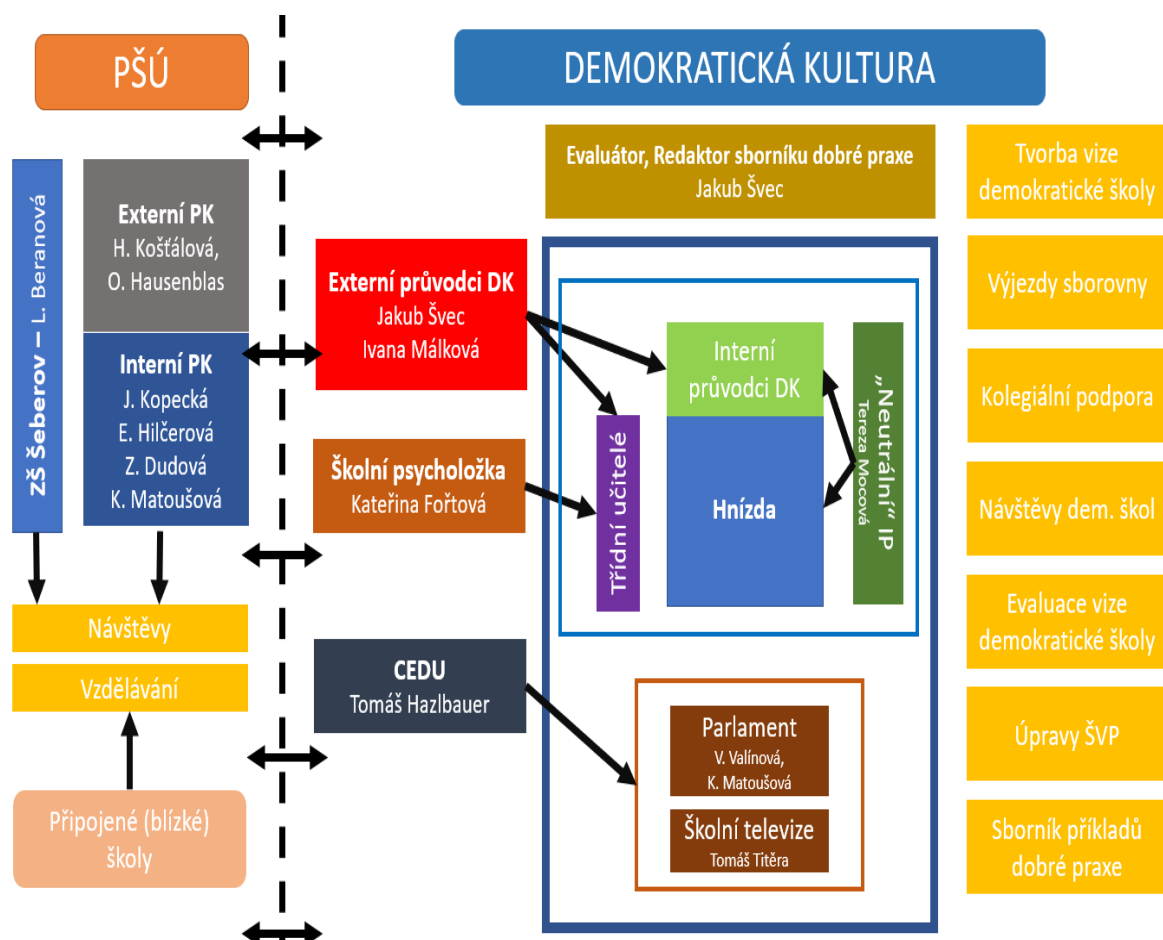 PŠÚ
DEMOKRATICKÁ KULTURA
ZŠ Šeberov – L. Beranová
Externí PK
H. Košťálová,
O. Hausenblas
Interní PK
J. Kopecká
E. Hilčerová
Z. Dudová
K. Matoušová
Návštěvy
Vzdělávání
Připojené (blízké)
školy
Evaluátor, Redaktor sborníku dobré praxe
Jakub Švec
Externí průvodci DK
Jakub Švec
Ivana Málková
Školní psycholožka
Kateřina Fořtová
CEDU
Tomáš Hazlbauer
Třídní učitelé
Interní
průvodci DK
Hnízda
„Neutrální“ IP
Tereza Mocová
Parlament
V. Valínová,
K. Matoušová
Školní televize
Tomáš Titěra
Tvorba vize
demokratické školy
Výjezdy sborovny
Kolegiální podpora
Návštěvy dem. škol
Evaluace vize
demokratické školy
Úpravy ŠVP
Sborník příkladů
dobré praxe